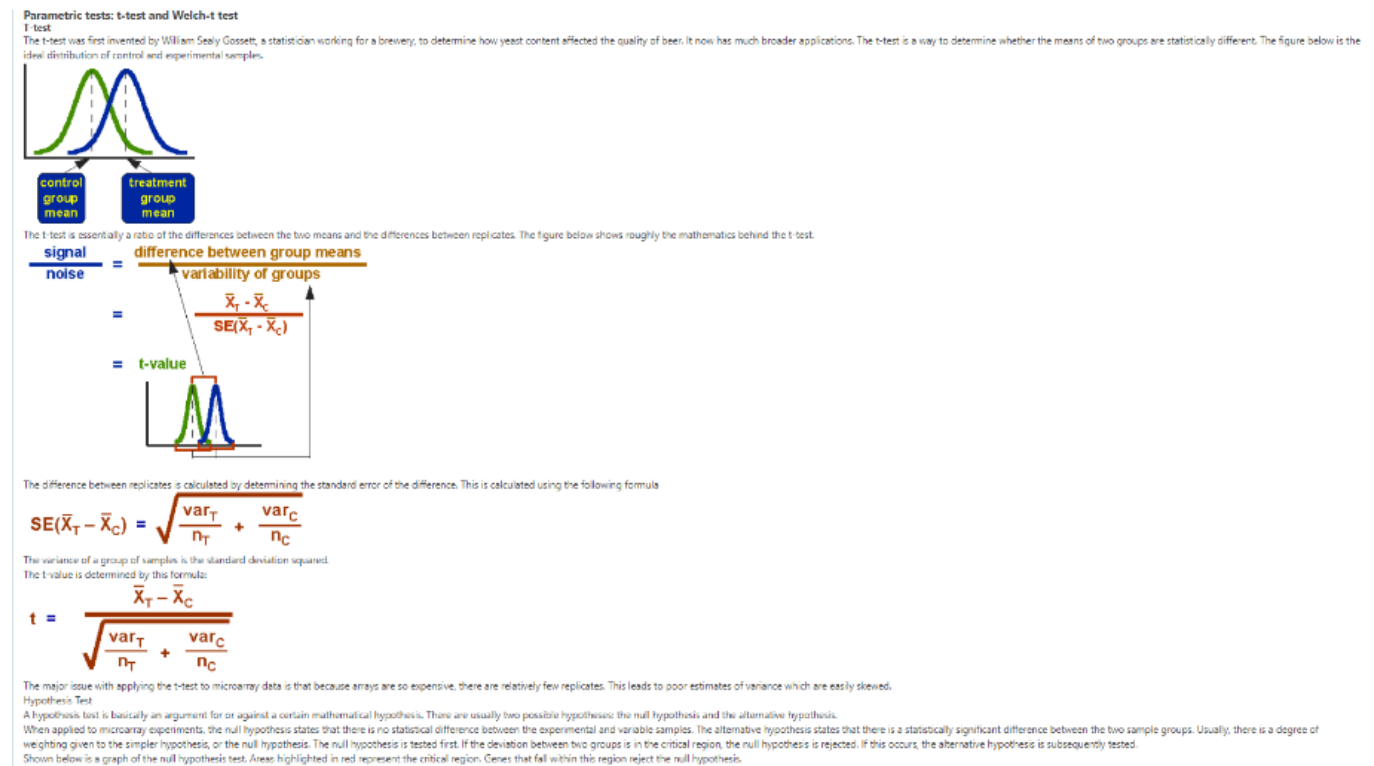 Parametric tests: t-test and Welch-t test
T-test
The t-test was first invented by William Sealy Gossett, a statistician working for a brewery, to determine how yeast content affected the quality of beer. It now has much broader applications. The t-test is a way to determine whether the means of two groups are statistically different. The figure below is the
ideal distribution of control and experimental samples.
control group mean
treatment group mean
The t-test is essentially a ratio of the differences between the two means and the differences between replicates. The figure below shows roughly the mathematics behind the t-test.
signal / noise = difference between group means / variability of groups
= X̅T - X̅C / SE(X̅T - X̅C)
= t-value
The difference between replicates is calculated by determining the standard error of the difference. This is calculated using the following formula
SE(X̅T – X̅C) = √ varT / nT + varC / nC
The variance of a group of samples is the standard deviation squared.
The t-value is determined by this formula:
t = X̅T – X̅C / √ varT / nT + varC / nC
The major issue with applying the t-test to microarray data is that because arrays are so expensive, there are relatively few replicates. This leads to poor estimates of variance which are easily skewed.
Hypothesis Test
A hypothesis test is basically an argument for or against a certain mathematical hypothesis. There are usually two possible hypotheses: the null hypothesis and the alternative hypothesis.
When applied to microarray experiments, the null hypothesis states that there is no statistical difference between the experimental and variable samples. The alternative hypothesis states that there is a statistically significant difference between the two sample groups. Usually, there is a degree of
weighting given to the simpler hypothesis, or the null hypothesis. The null hypothesis is tested first. If the deviation between two groups is in the critical region, the null hypothesis is rejected. If this occurs, the alternative hypothesis is subsequently tested.
Shown below is a graph of the null hypothesis test. Areas highlighted in red represent the critical region. Genes that fall within this region reject the null hypothesis.